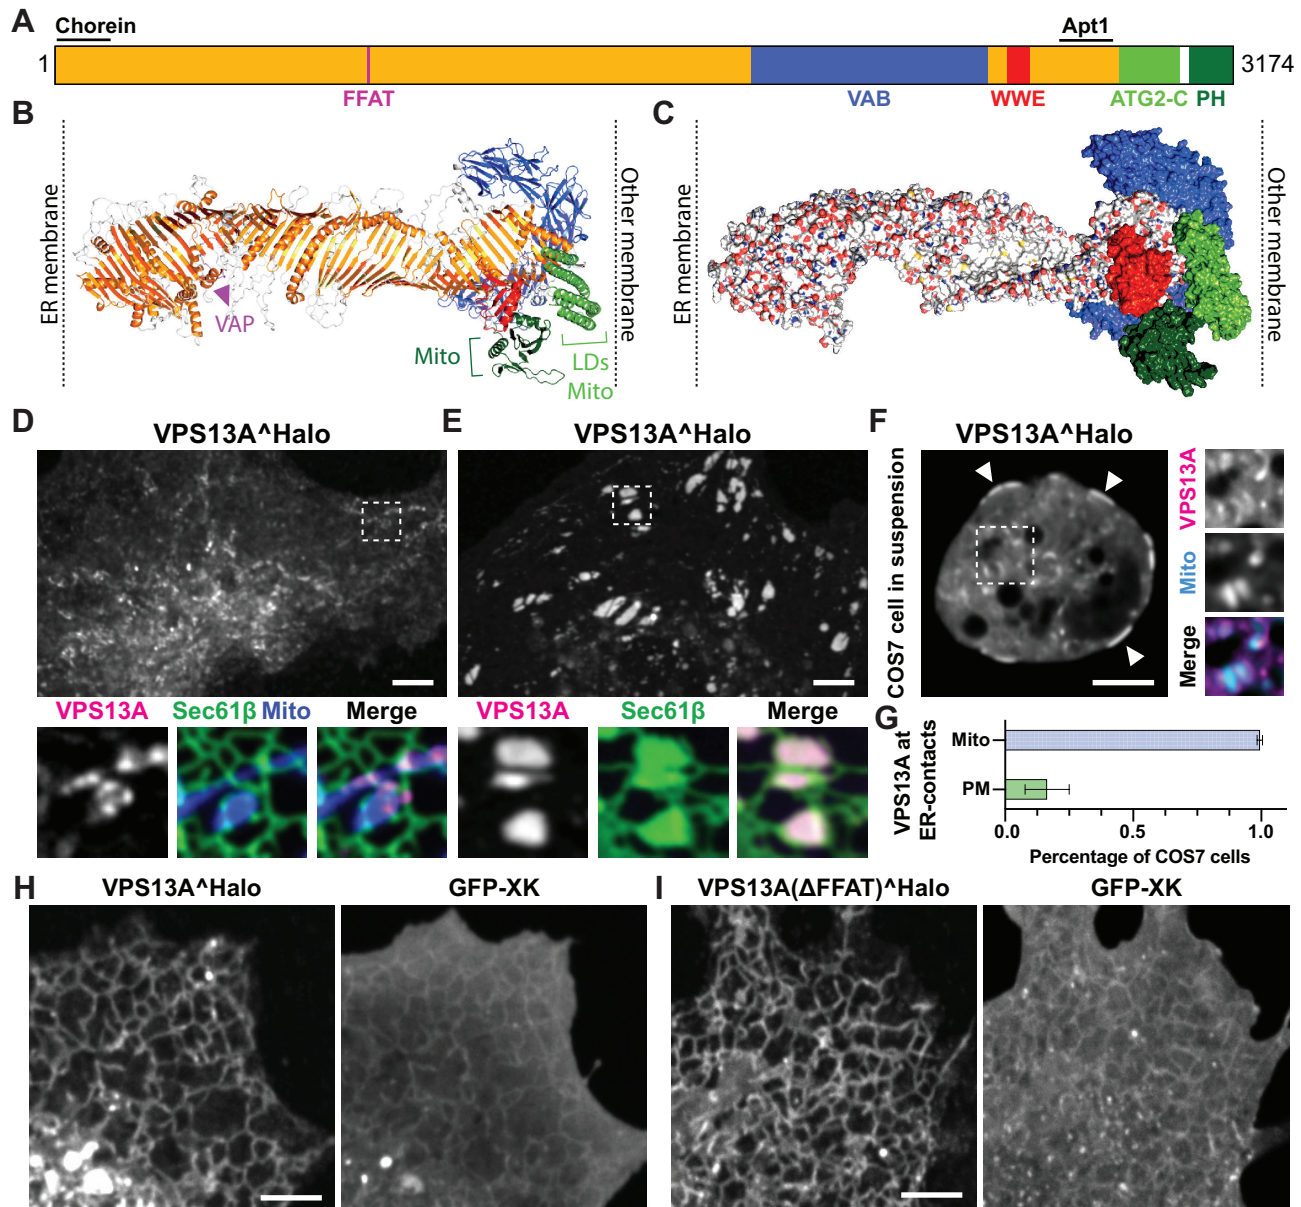 A
Chorein
Apt1
1
3174
FFAT
VAB
WWE
ATG2-C
PH
B
ER membrane
VAP
Mito
LDs
Mito
Other membrane
C
ER membrane
Other membrane
D
VPS13A^Halo
VPS13A
Sec61β Mito
Merge
E
VPS13A^Halo
VPS13A
Sec61β
Merge
F
VPS13A^Halo
COS7 cell in suspension
VPS13A
Mito
Merge
G
VPS13A at
ER-contacts
Mito
PM
0.0
0.5
1.0
Percentage of COS7 cells
H
VPS13A^Halo
GFP-XK
I
VPS13A(ΔFFAT)^Halo
GFP-XK